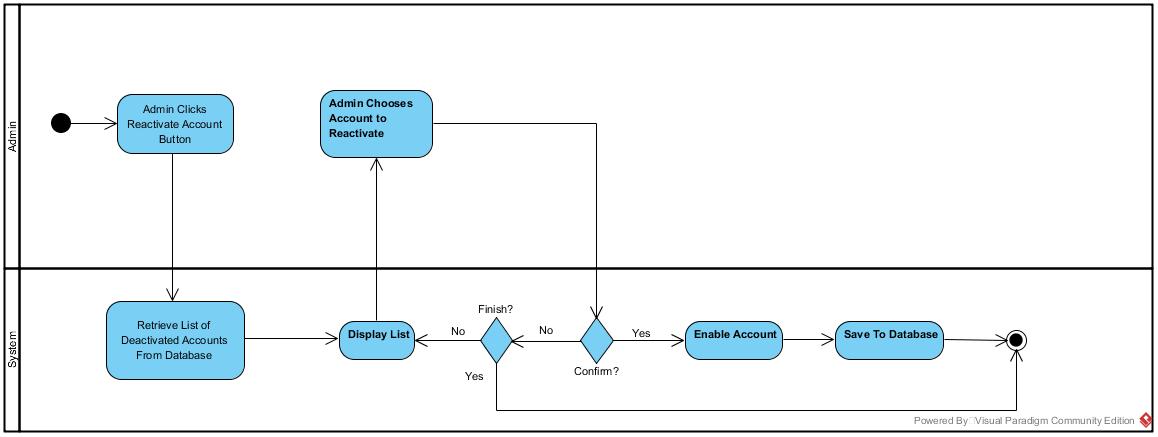 Admin
Admin Clicks
Reactivate Account
Button
Admin Chooses
Account to
Reactivate
System
Retrieve List of
Deactivated Accounts
From Database
Display List
No
Finish?
Yes
No
Confirm?
Yes
Enable Account
Save To Database
Powered By Visual Paradigm Community Edition